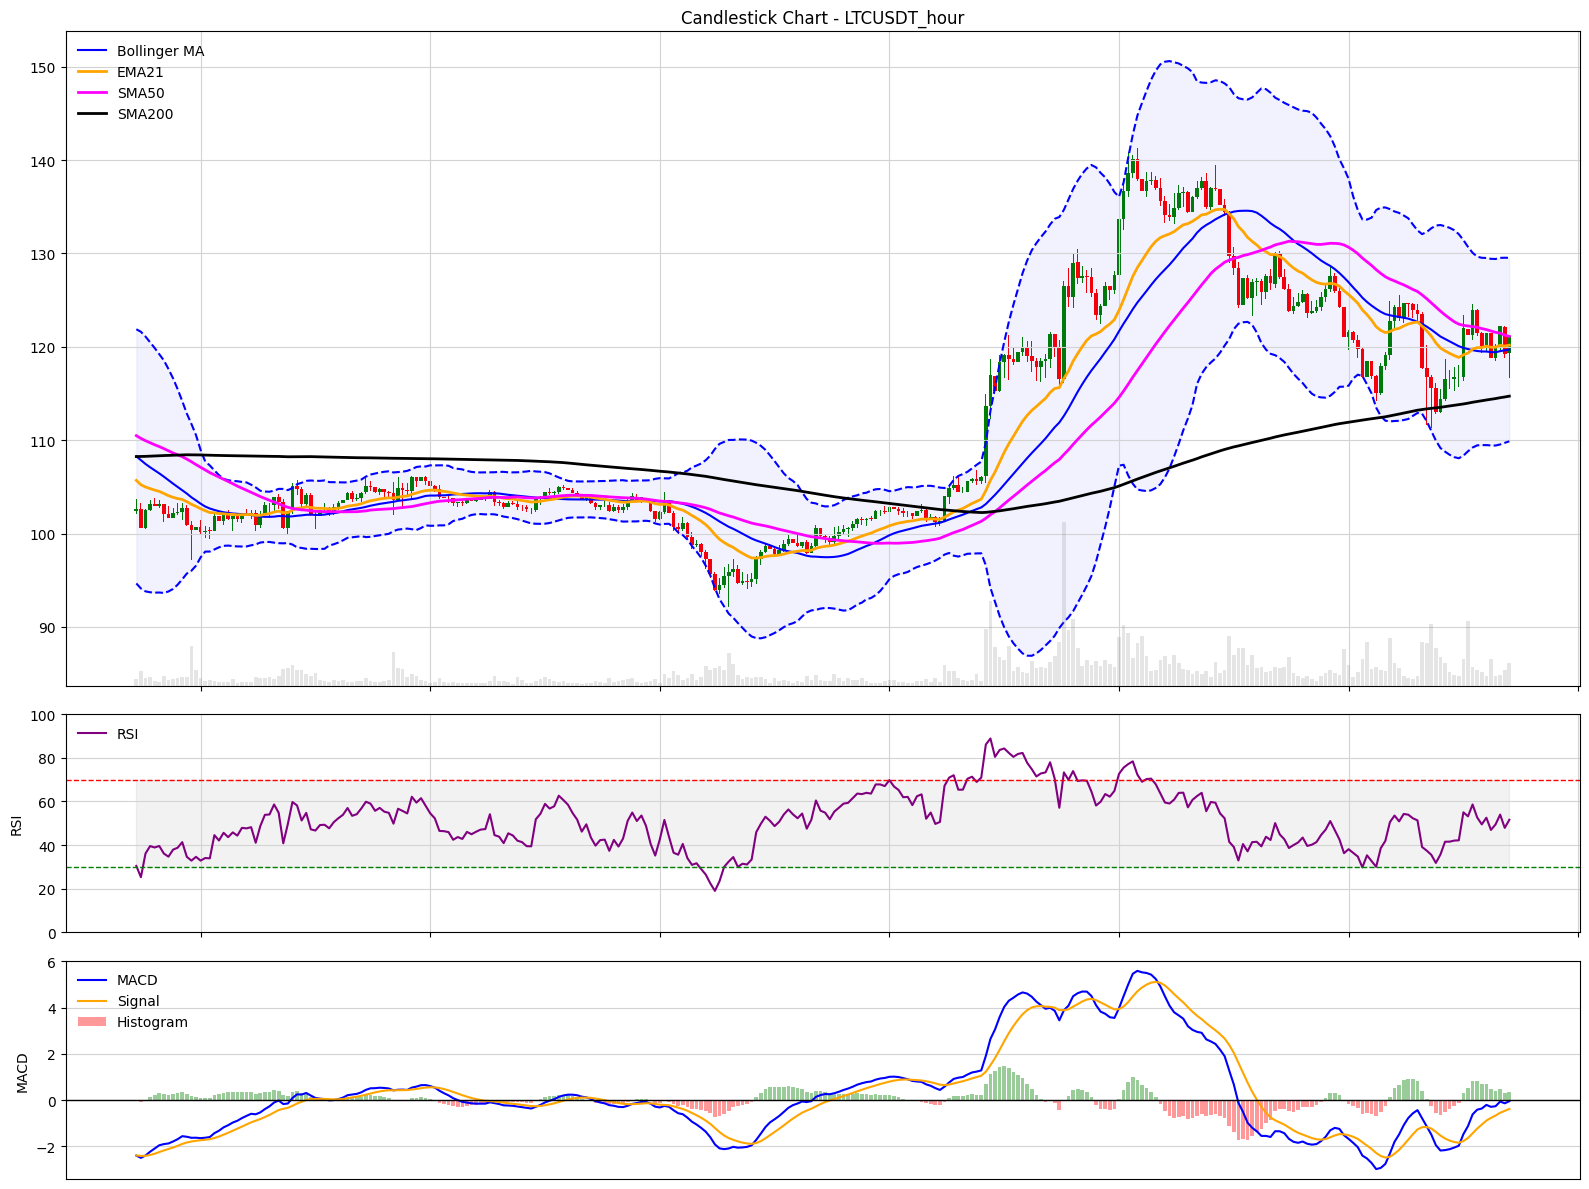 Candlestick Chart - LTCUSDT_hour
Bollinger MA
EMA21
SMA50
SMA200
150
140
130
120
110
100
90
RSI
100
80
60
40
20
0
RSI
MACD
Signal
Histogram
6
4
2
0
−2
MACD